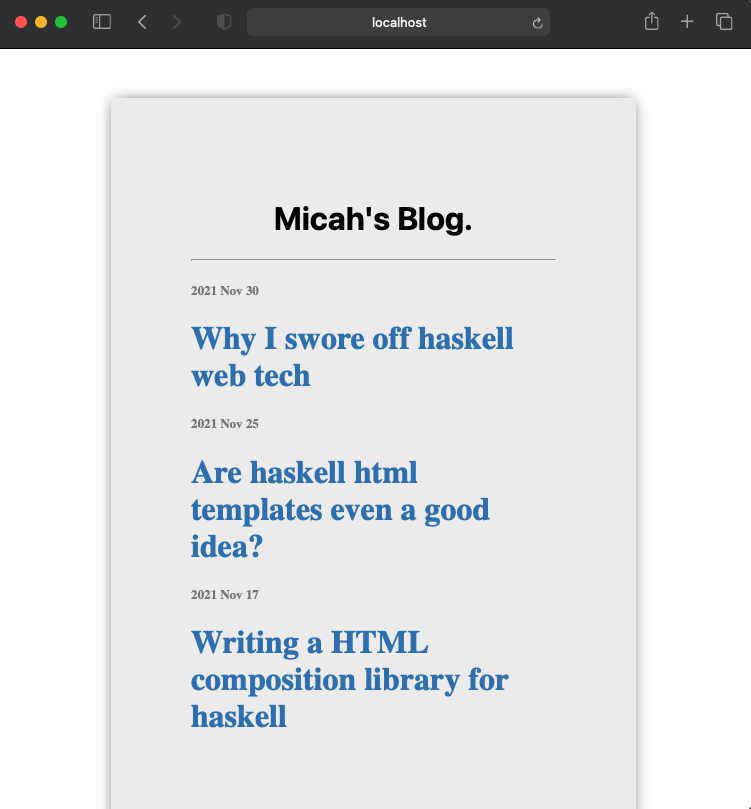 localhost
Micah's Blog.
2021 Nov 30
Why I swore off haskell
web tech
2021 Nov 25
Are haskell html
templates even a good
idea?
2021 Nov 17
Writing a HTML
composition library for
haskell